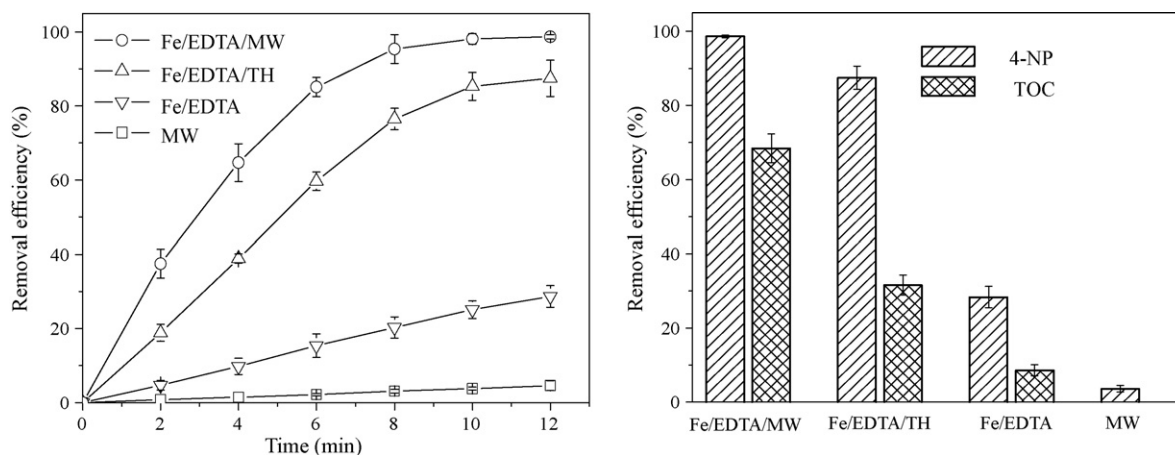 Removal efficiency (%)
100
80
60
40
20
0
Fe/EDTA/MW
Fe/EDTA/TH
Fe/EDTA
MW
0 2 4 6 8 10 12
Time (min)
Removal efficiency (%)
100
80
60
40
20
0
4-NP
TOC
Fe/EDTA/MW Fe/EDTA/TH Fe/EDTA MW